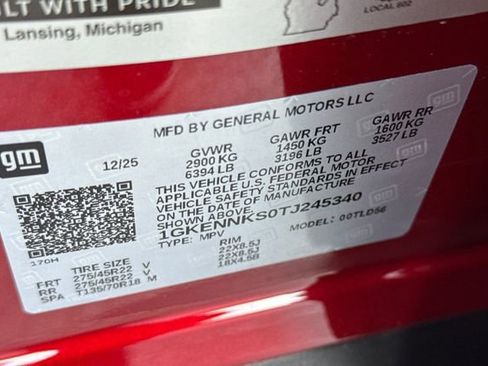 BUILT WITH PRIDE
Lansing, Michigan
LOCAL 602
gm
MFD BY GENERAL MOTORS LLC
12/25
GVWR GAWR FRT GAWR RR
2900 KG 1450 KG 1600 KG
6394 LB 3196 LB 3527 LB
THIS VEHICLE CONFORMS TO ALL
APPLICABLE U.S. FEDERAL MOTOR
VEHICLE SAFETY STANDARDS IN EFFECT
ON THE DATE OF MANUFACTURE
SHOWN ABOVE.
1GKENNKS0TJ245340
TYPE: MPV MODEL: 00TLD56
170H
TIRE SIZE RIM
FRT 275/45R22 V 22X8.5J
RR 275/45R22 V 22X8.5J
SPA T135/70R18 M 18X4.5B